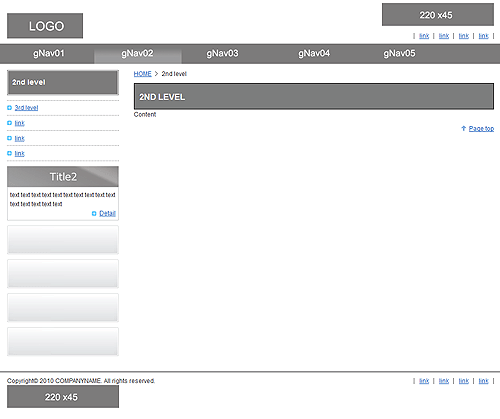 LOGO
220 x45
| link | link | link | link |
gNav01 gNav02 gNav03 gNav04 gNav05
2nd level
3rd level
link
link
link
Title2
text text text text text text text text text text
text text text text text
Detail
HOME > 2nd level
2ND LEVEL
Content
Page top
Copyright© 2010 COMPANYNAME. All rights reserved.
| link | link | link | link |
220 x45